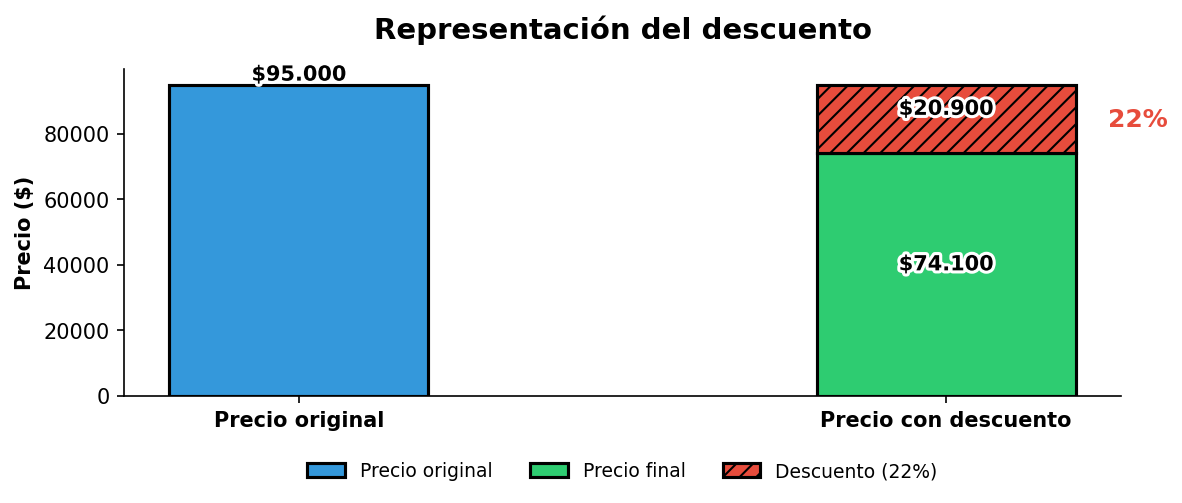 Representación del descuento
Precio ($)
80000
60000
40000
20000
0
$95.000
$20.900
22%
$74.100
Precio original
Precio con descuento
Precio original
Precio final
Descuento (22%)